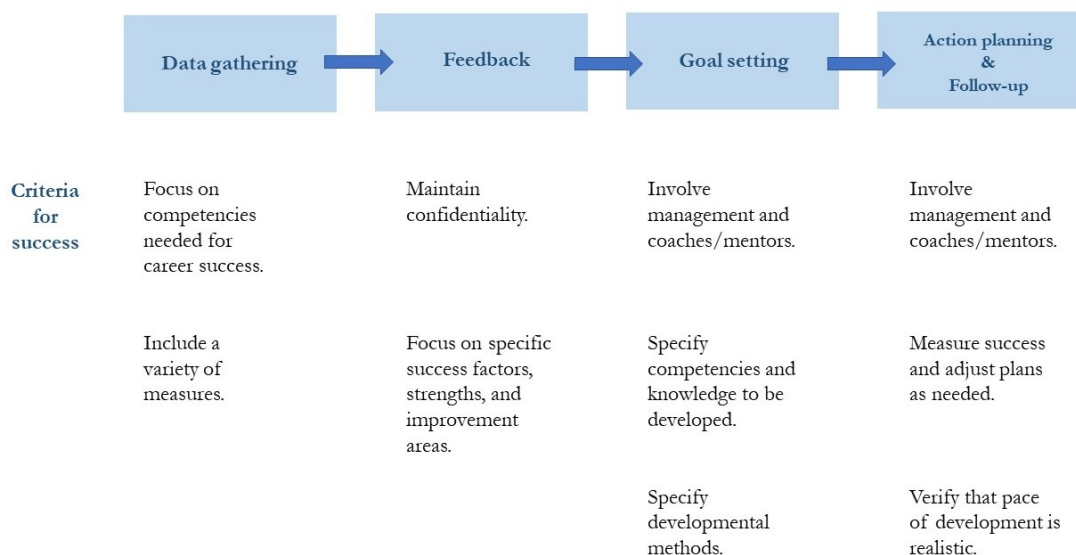 Data gathering
Feedback
Goal setting
Action planning
&
Follow-up
Criteria
for
success
Focus on
competencies
needed for
career success.
Maintain
confidentiality.
Involve
management and
coaches/mentors.
Involve
management and
coaches/mentors.
Include a
variety of
measures.
Focus on specific
success factors,
strengths, and
improvement
areas.
Specify
competencies and
knowledge to be
developed.
Measure success
and adjust plans
as needed.
Specify
developmental
methods.
Verify that pace
of development is
realistic.